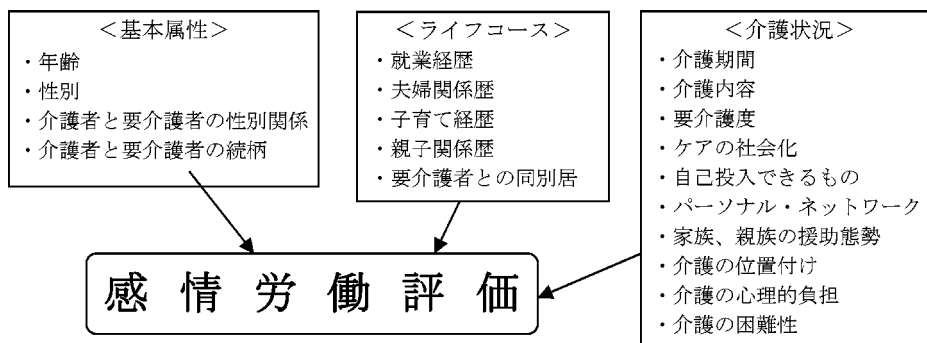 ＜基本属性＞
・年齢
・性別
・介護者と要介護者の性別関係
・介護者と要介護者の続柄
＜ライフコース＞
・就業経歴
・夫婦関係歴
・子育て経歴
・親子関係歴
・要介護者との同別居
＜介護状況＞
・介護期間
・介護内容
・要介護度
・ケアの社会化
・自己投入できるもの
・パーソナル・ネットワーク
・家族、親族の援助態勢
・介護の位置付け
・介護の心理的負担
・介護の困難性
感情労働評価